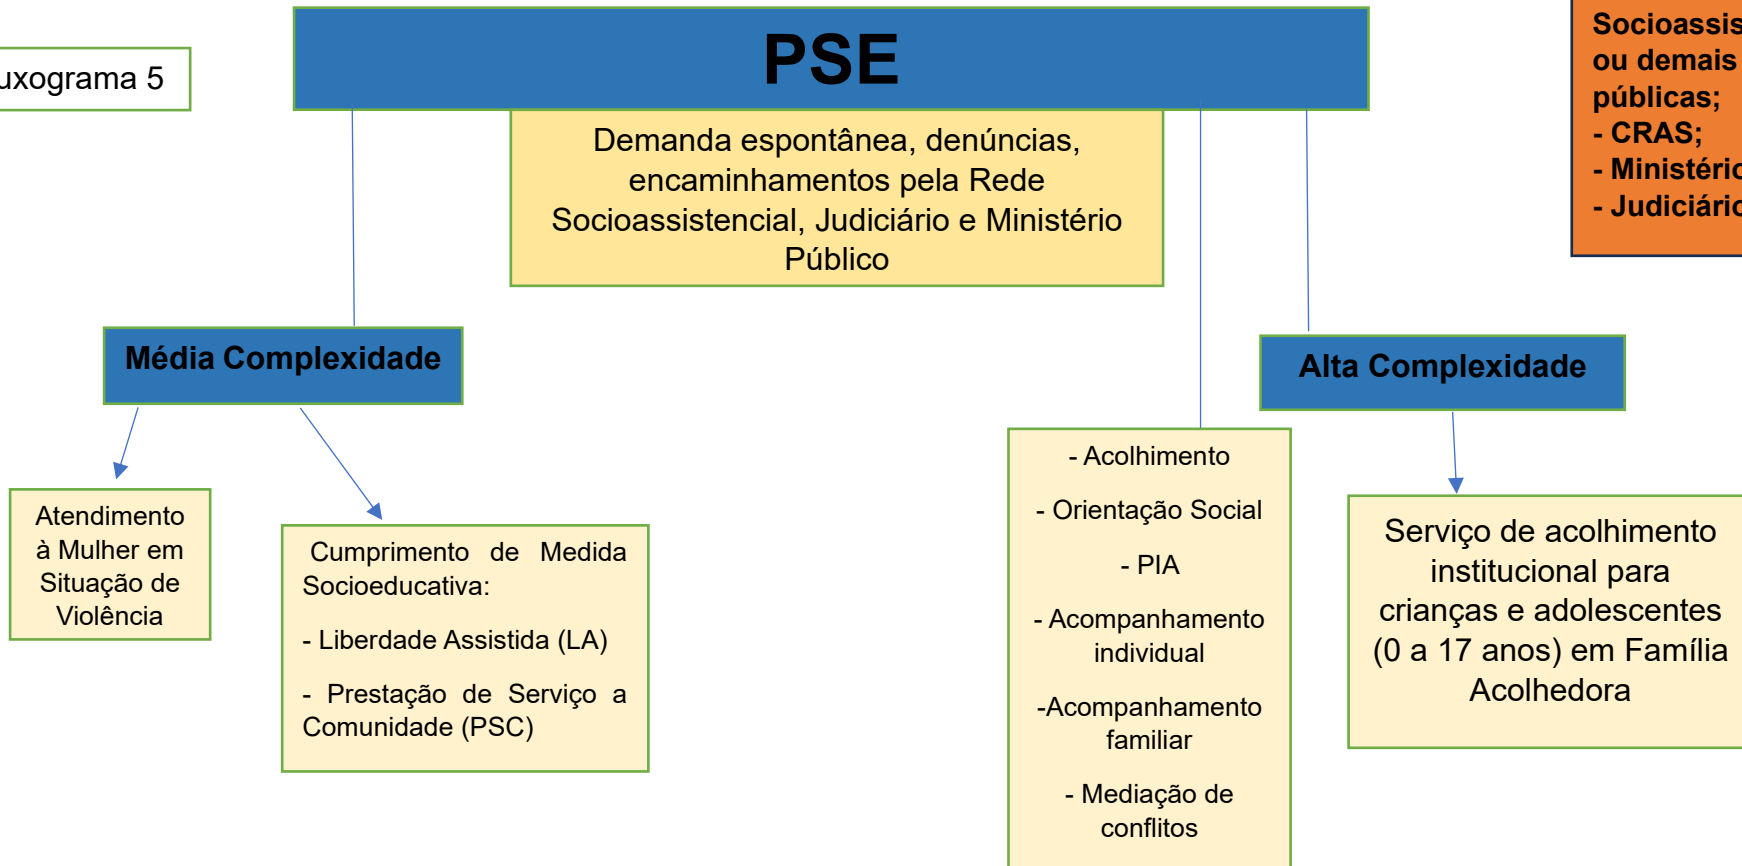 uxograma 5
PSE
Demanda espontânea, denúncias,
encaminhamentos pela Rede
Socioassistencial, Judiciário e Ministério
Público
Socioassis
ou demais
públicas;
- CRAS;
- Ministério
- Judiciário
Média Complexidade
Alta Complexidade
Atendimento
à Mulher em
Situação de
Violência
Cumprimento de Medida
Socioeducativa:
- Liberdade Assistida (LA)
- Prestação de Serviço a
Comunidade (PSC)
- Acolhimento
- Orientação Social
- PIA
- Acompanhamento
individual
-Acompanhamento
familiar
- Mediação de
conflitos
Serviço de acolhimento
institucional para
crianças e adolescentes
(0 a 17 anos) em Família
Acolhedora